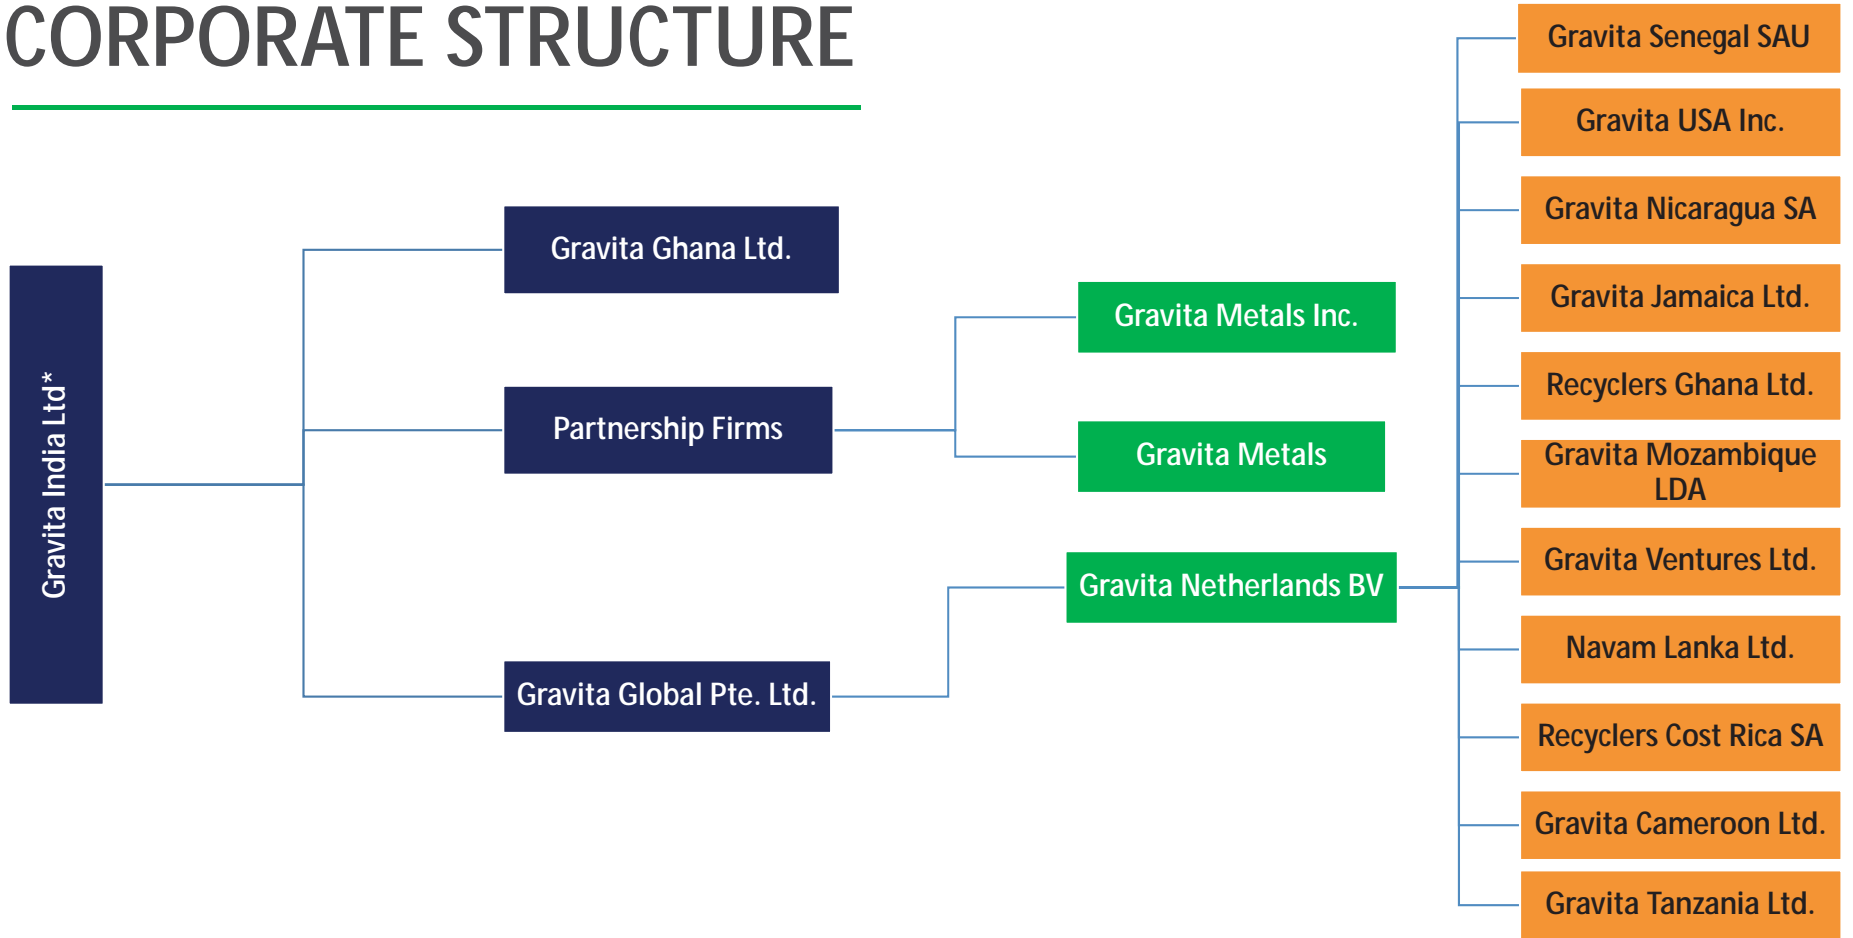 CORPORATE STRUCTURE
Gravita India Ltd*
Gravita Ghana Ltd.
Partnership Firms
Gravita Global Pte. Ltd.
Gravita Metals Inc.
Gravita Metals
Gravita Netherlands BV
Gravita Senegal SAU
Gravita USA Inc.
Gravita Nicaragua SA
Gravita Jamaica Ltd.
Recyclers Ghana Ltd.
Gravita Mozambique
LDA
Gravita Ventures Ltd.
Navam Lanka Ltd.
Recyclers Cost Rica SA
Gravita Cameroon Ltd.
Gravita Tanzania Ltd.